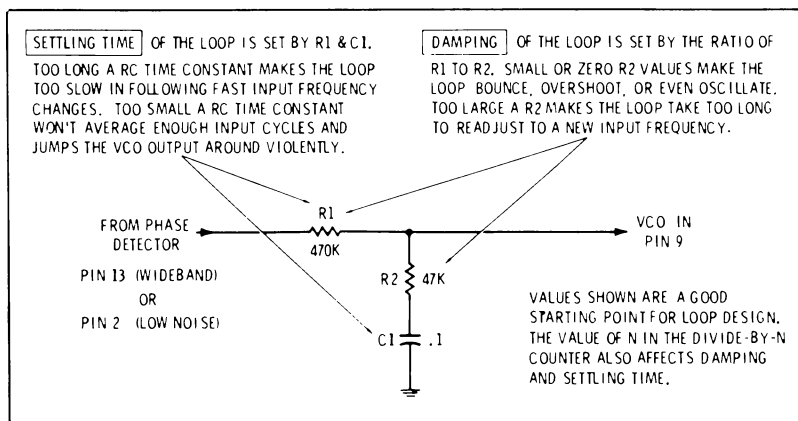 SETTLING TIME OF THE LOOP IS SET BY R1 & C1.
TOO LONG A RC TIME CONSTANT MAKES THE LOOP
TOO SLOW IN FOLLOWING FAST INPUT FREQUENCY
CHANGES. TOO SMALL A RC TIME CONSTANT
WON'T AVERAGE ENOUGH INPUT CYCLES AND
JUMPS THE VCO OUTPUT AROUND VIOLENTLY.
DAMPING OF THE LOOP IS SET BY THE RATIO OF
R1 TO R2. SMALL OR ZERO R2 VALUES MAKE THE
LOOP BOUNCE, OVERSHOOT, OR EVEN OSCILLATE.
TOO LARGE A R2 MAKES THE LOOP TAKE TOO LONG
TO READJUST TO A NEW INPUT FREQUENCY.
FROM PHASE
DETECTOR
PIN 13 (WIDEBAND)
OR
PIN 2 (LOW NOISE)
R1
470K
R2 47K
C1 .1
VCO IN
PIN 9
VALUES SHOWN ARE A GOOD
STARTING POINT FOR LOOP DESIGN.
THE VALUE OF N IN THE DIVIDE-BY-N
COUNTER ALSO AFFECTS DAMPING
AND SETTLING TIME.